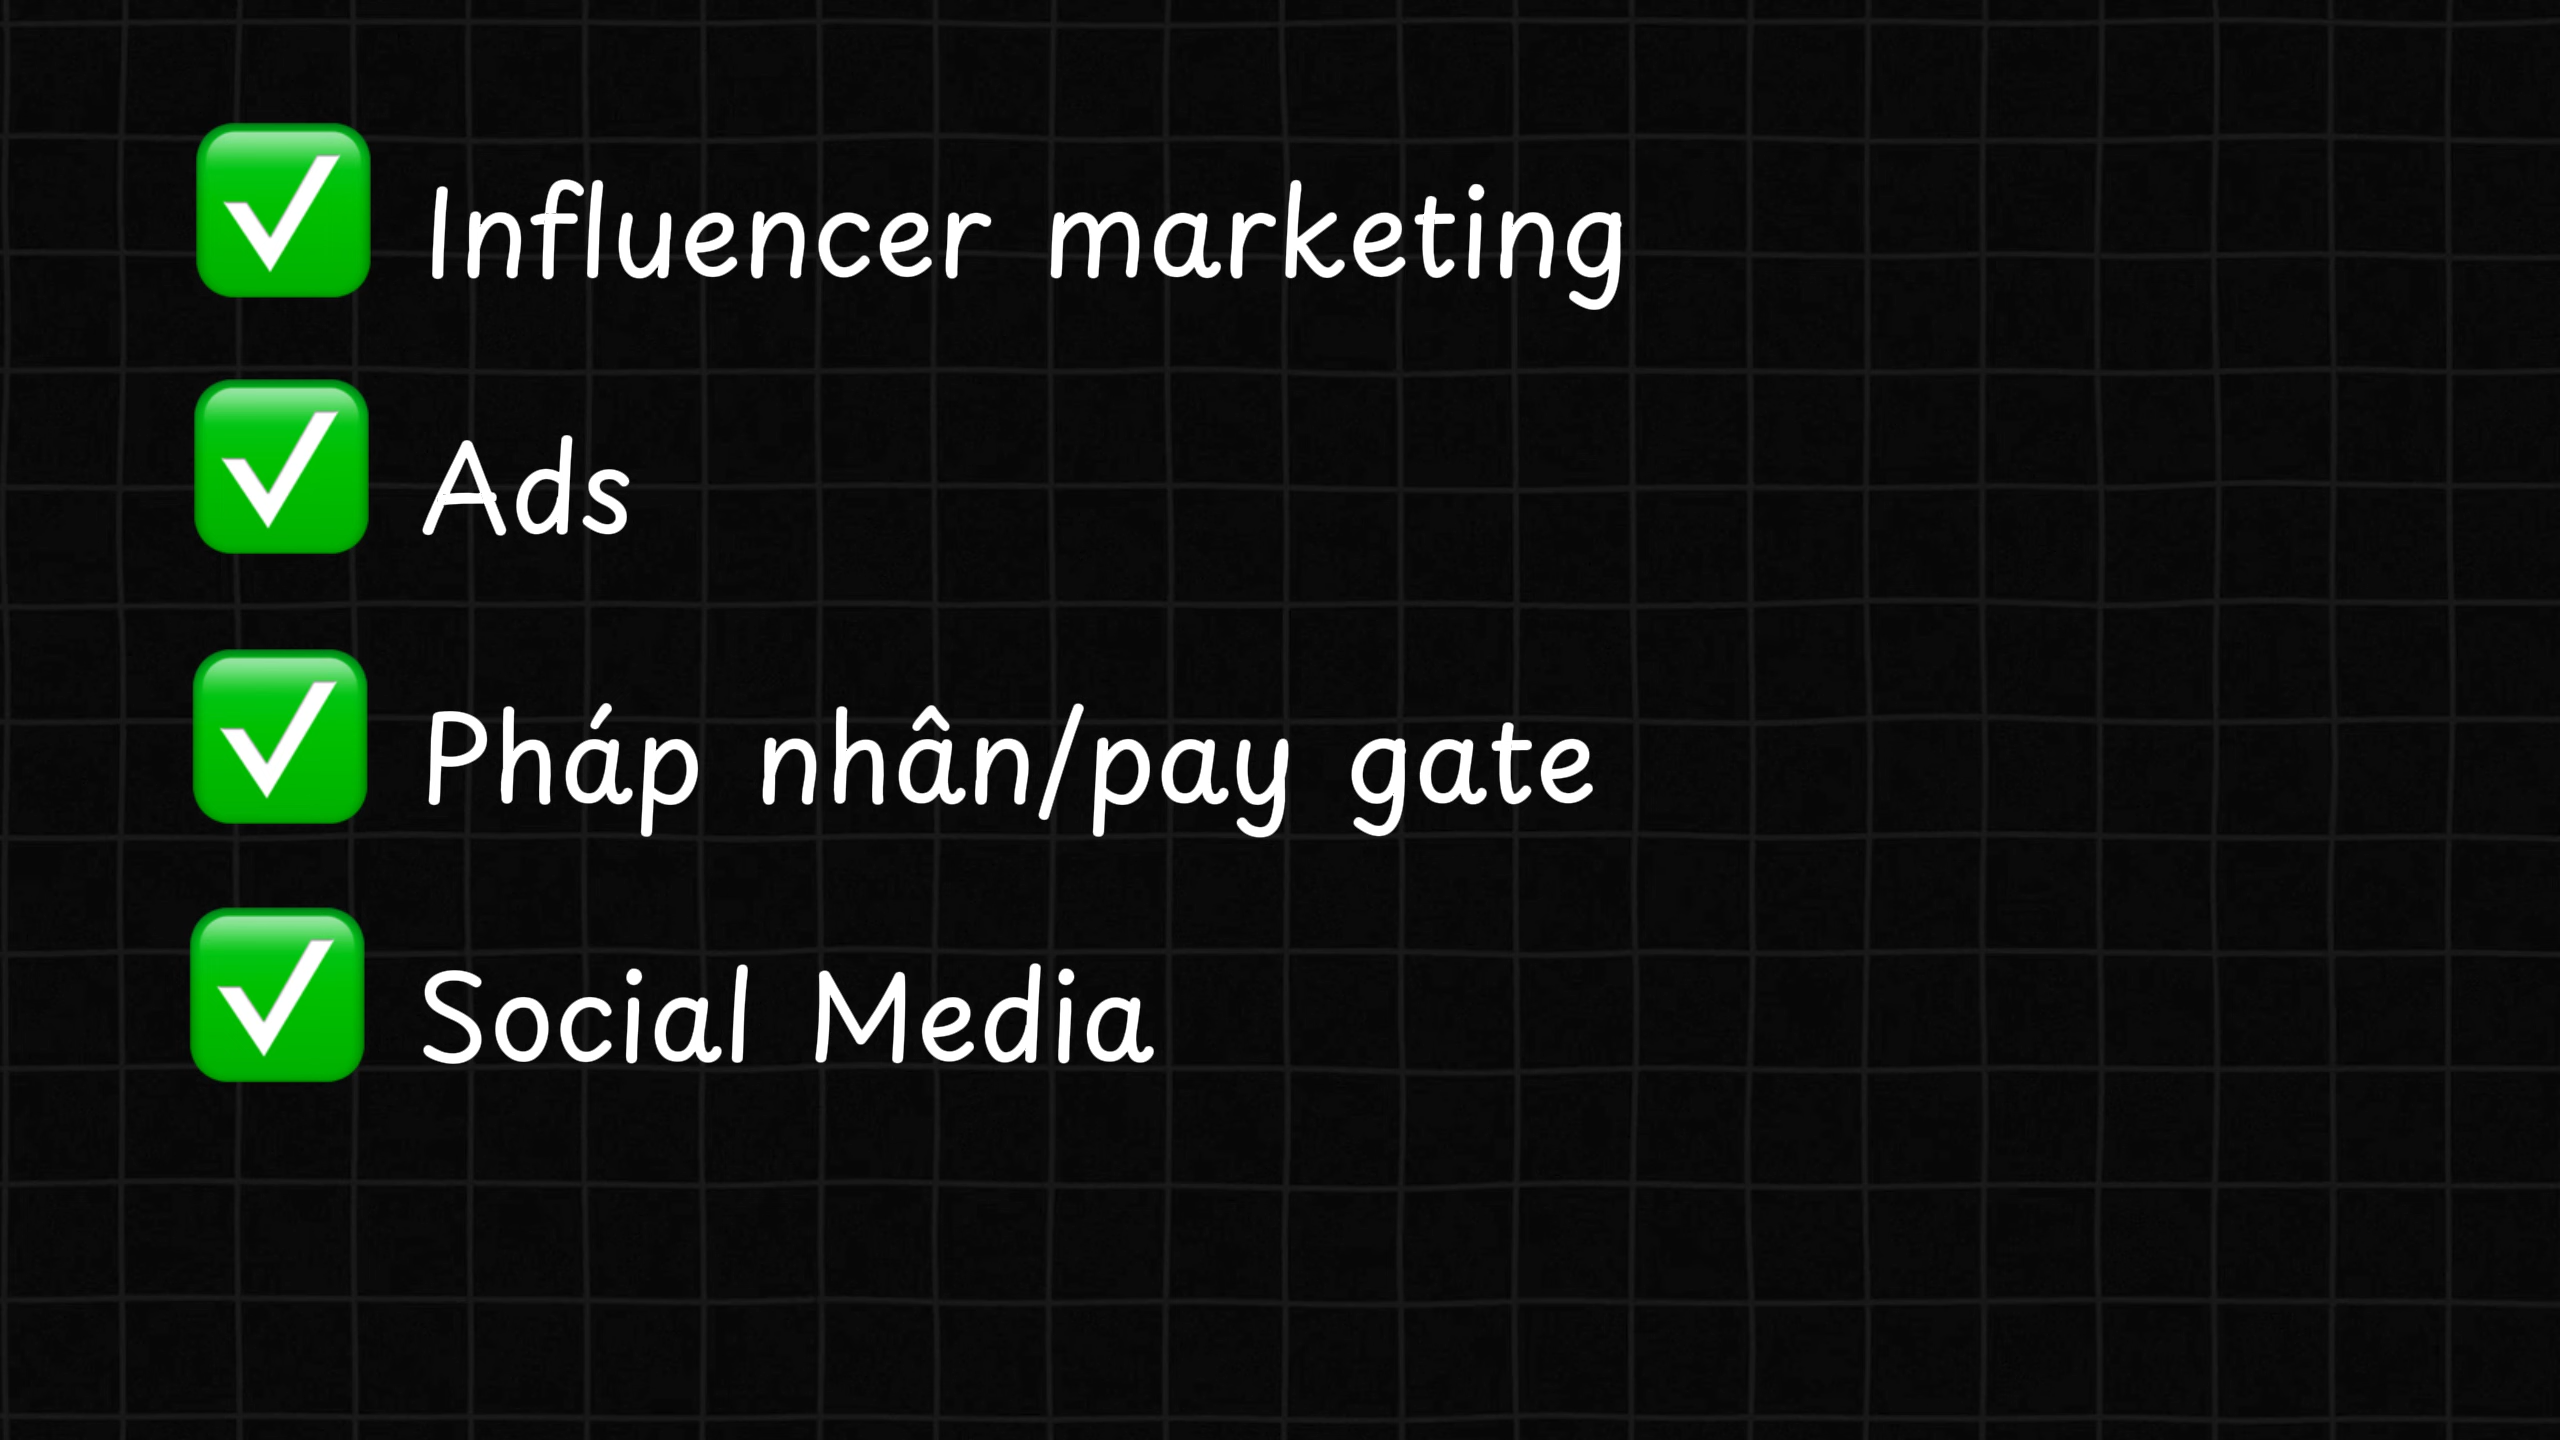 ✅ Influencer marketing
✅ Ads
✅ Pháp nhân/pay gate
✅ Social Media